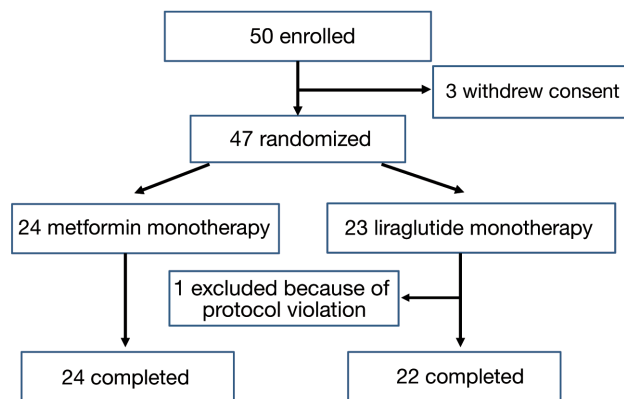 50 enrolled
3 withdrew consent
47 randomized
24 metformin monotherapy
23 liraglutide monotherapy
1 excluded because of
protocol violation
24 completed
22 completed